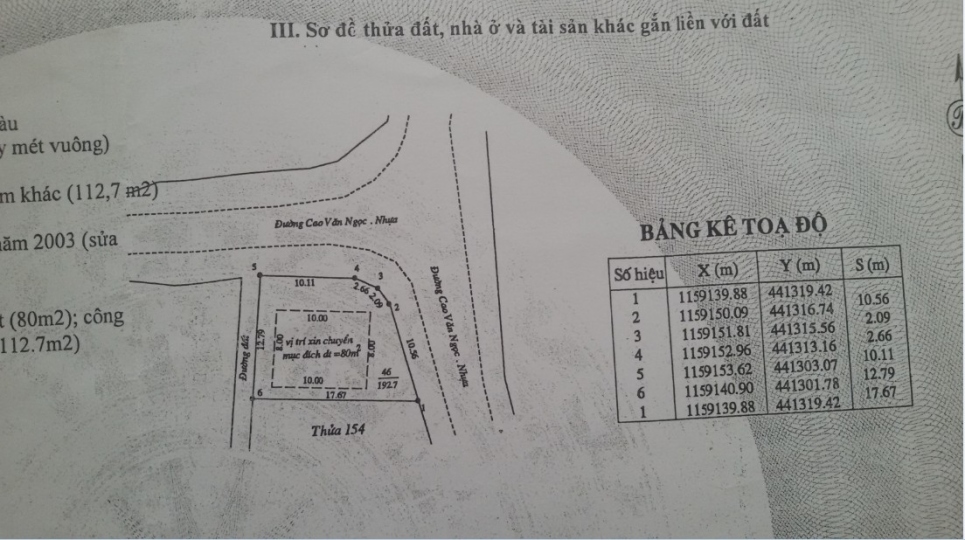 III. Sơ đồ thửa đất, nhà ở và tài sản khác gắn liền với đất
mét vuông)
khác (112,7 m2)
năm 2003 (sửa
(80m2); công
112.7m2)
Đường Cao Văn Ngọc . Nhựa
Đường Cao Văn Ngọc . Nhựa
Đường đất
5
4
3
2
1
6
10.11
2.66
2.09
10.56
12.79
17.67
10.00
8.00
8.00
10.00
vị trí xin chuyển
mục đích dt =80m2
46
192.7
Thửa 154
BẢNG KÊ TOẠ ĐỘ
Số hiệu X (m) Y (m) S (m)
1 1159139.88 441319.42
10.56
2 1159150.09 441316.74
2.09
3 1159151.81 441315.56
2.66
4 1159152.96 441313.16
10.11
5 1159153.62 441303.07
12.79
6 1159140.90 441301.78
17.67
1 1159139.88 441319.42